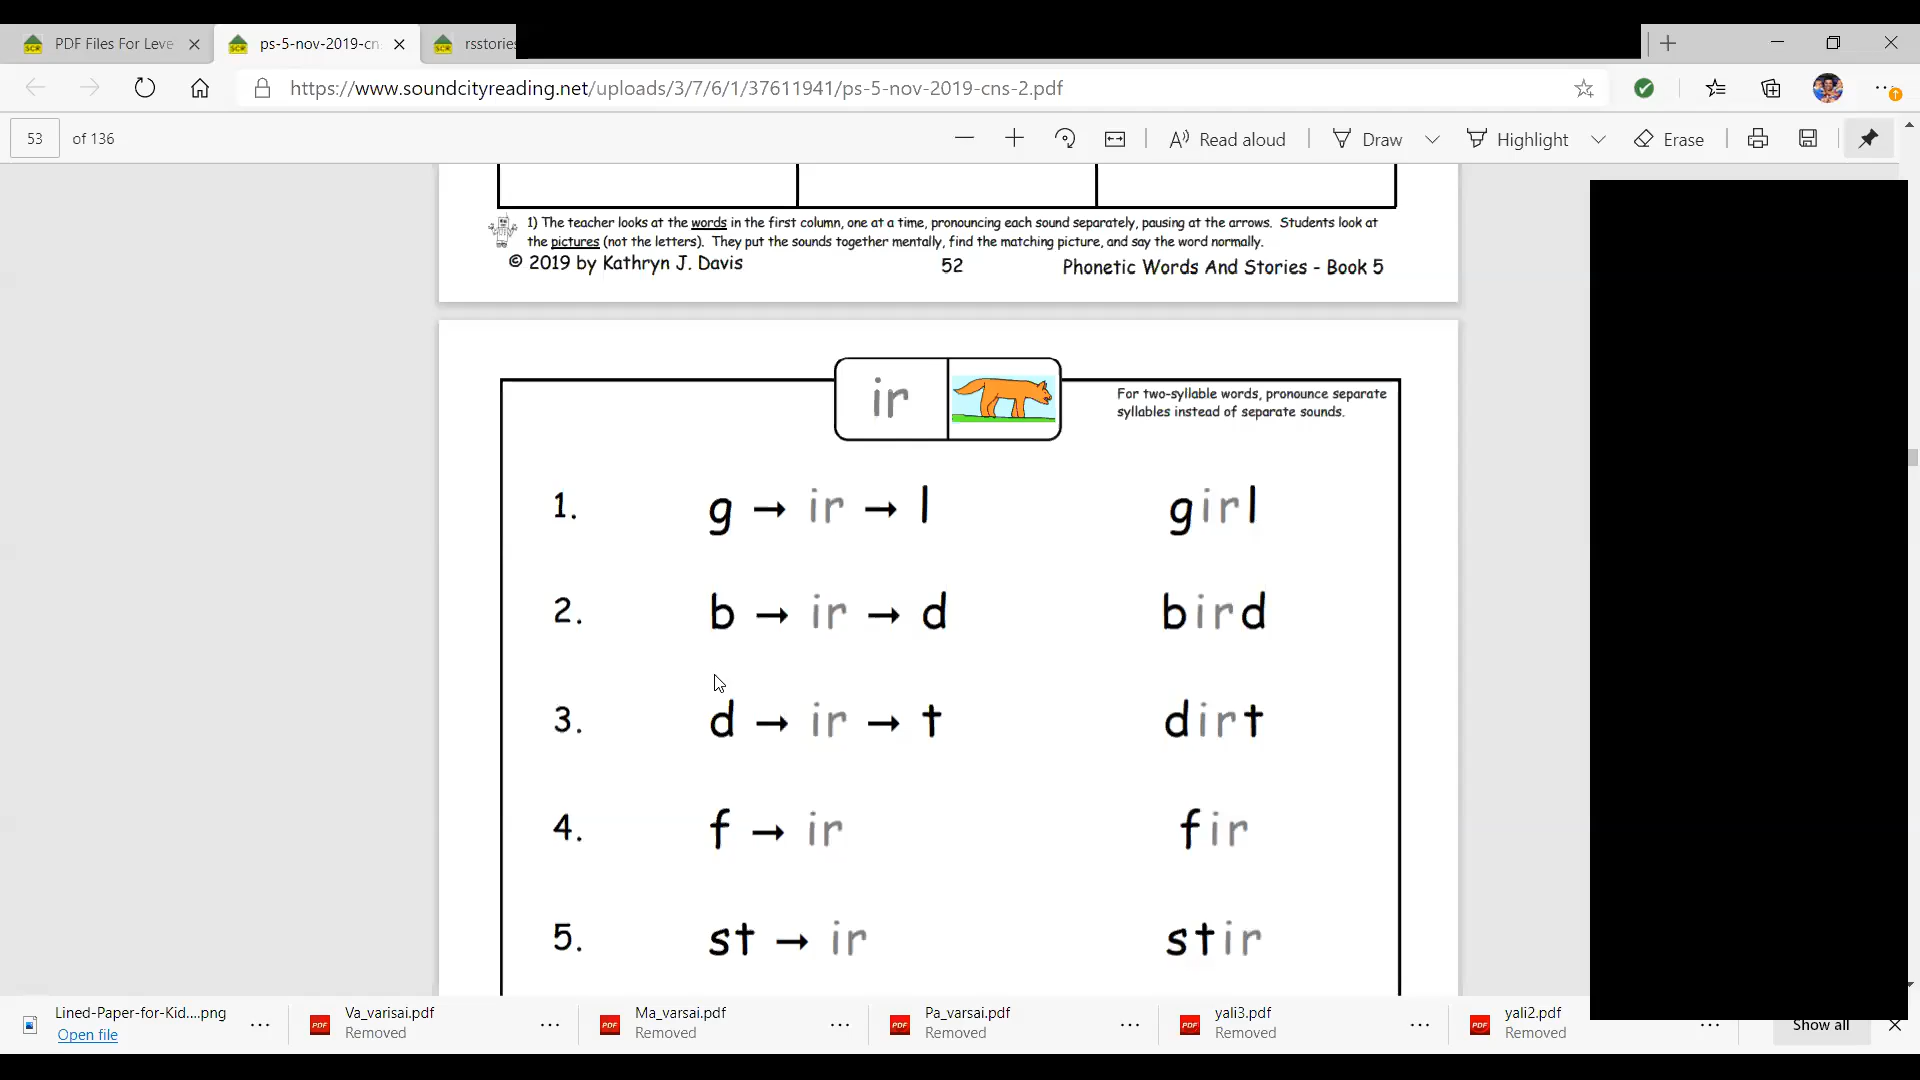 PDF Files For Leve
ps-5-nov-2019-cn
rsstories
https://www.soundcityreading.net/uploads/3/7/6/1/37611941/ps-5-nov-2019-cns-2.pdf
53 of 136
Read aloud
Draw
Highlight
Erase
1) The teacher looks at the words in the first column, one at a time, pronouncing each sound separately, pausing at the arrows. Students look at
the pictures (not the letters). They put the sounds together mentally, find the matching picture, and say the word normally.
© 2019 by Kathryn J. Davis 52 Phonetic Words And Stories - Book 5
ir
For two-syllable words, pronounce separate
syllables instead of separate sounds.
1. g → ir → l girl
2. b → ir → d bird
3. d → ir → t dirt
4. f → ir fir
5. st → ir stir
Lined-Paper-for-Kid....png
Open file
Va_varisai.pdf
Removed
Ma_varsai.pdf
Removed
Pa_varsai.pdf
Removed
yali3.pdf
Removed
yali2.pdf
Removed
Show all